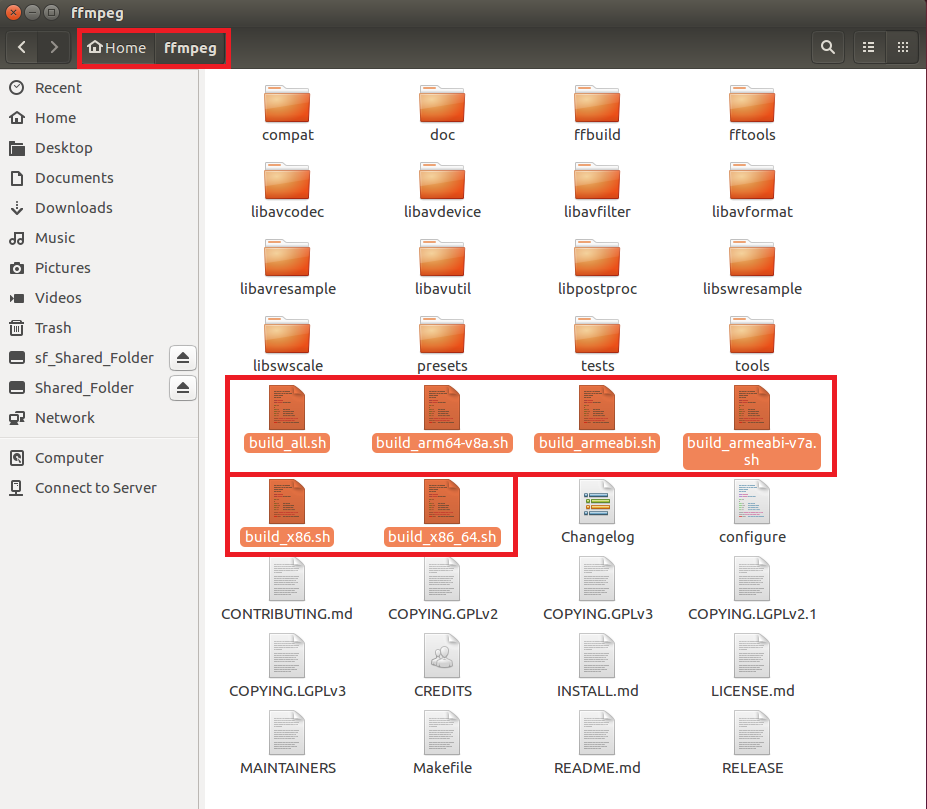 ffmpeg
Home ffmpeg
Recent
Home
Desktop
Documents
Downloads
Music
Pictures
Videos
Trash
sf_Shared_Folder
Shared_Folder
Network
Computer
Connect to Server
compat doc ffbuild fftools
libavcodec libavdevice libavfilter libavformat
libavresample libavutil libpostproc libswresample
libswscale presets tests tools
build_all.sh build_arm64-v8a.sh build_armeabi.sh build_armeabi-v7a.
sh
build_x86.sh build_x86_64.sh Changelog configure
CONTRIBUTING.md COPYING.GPLv2 COPYING.GPLv3 COPYING.LGPLv2.1
COPYING.LGPLv3 CREDITS INSTALL.md LICENSE.md
MAINTAINERS Makefile README.md RELEASE